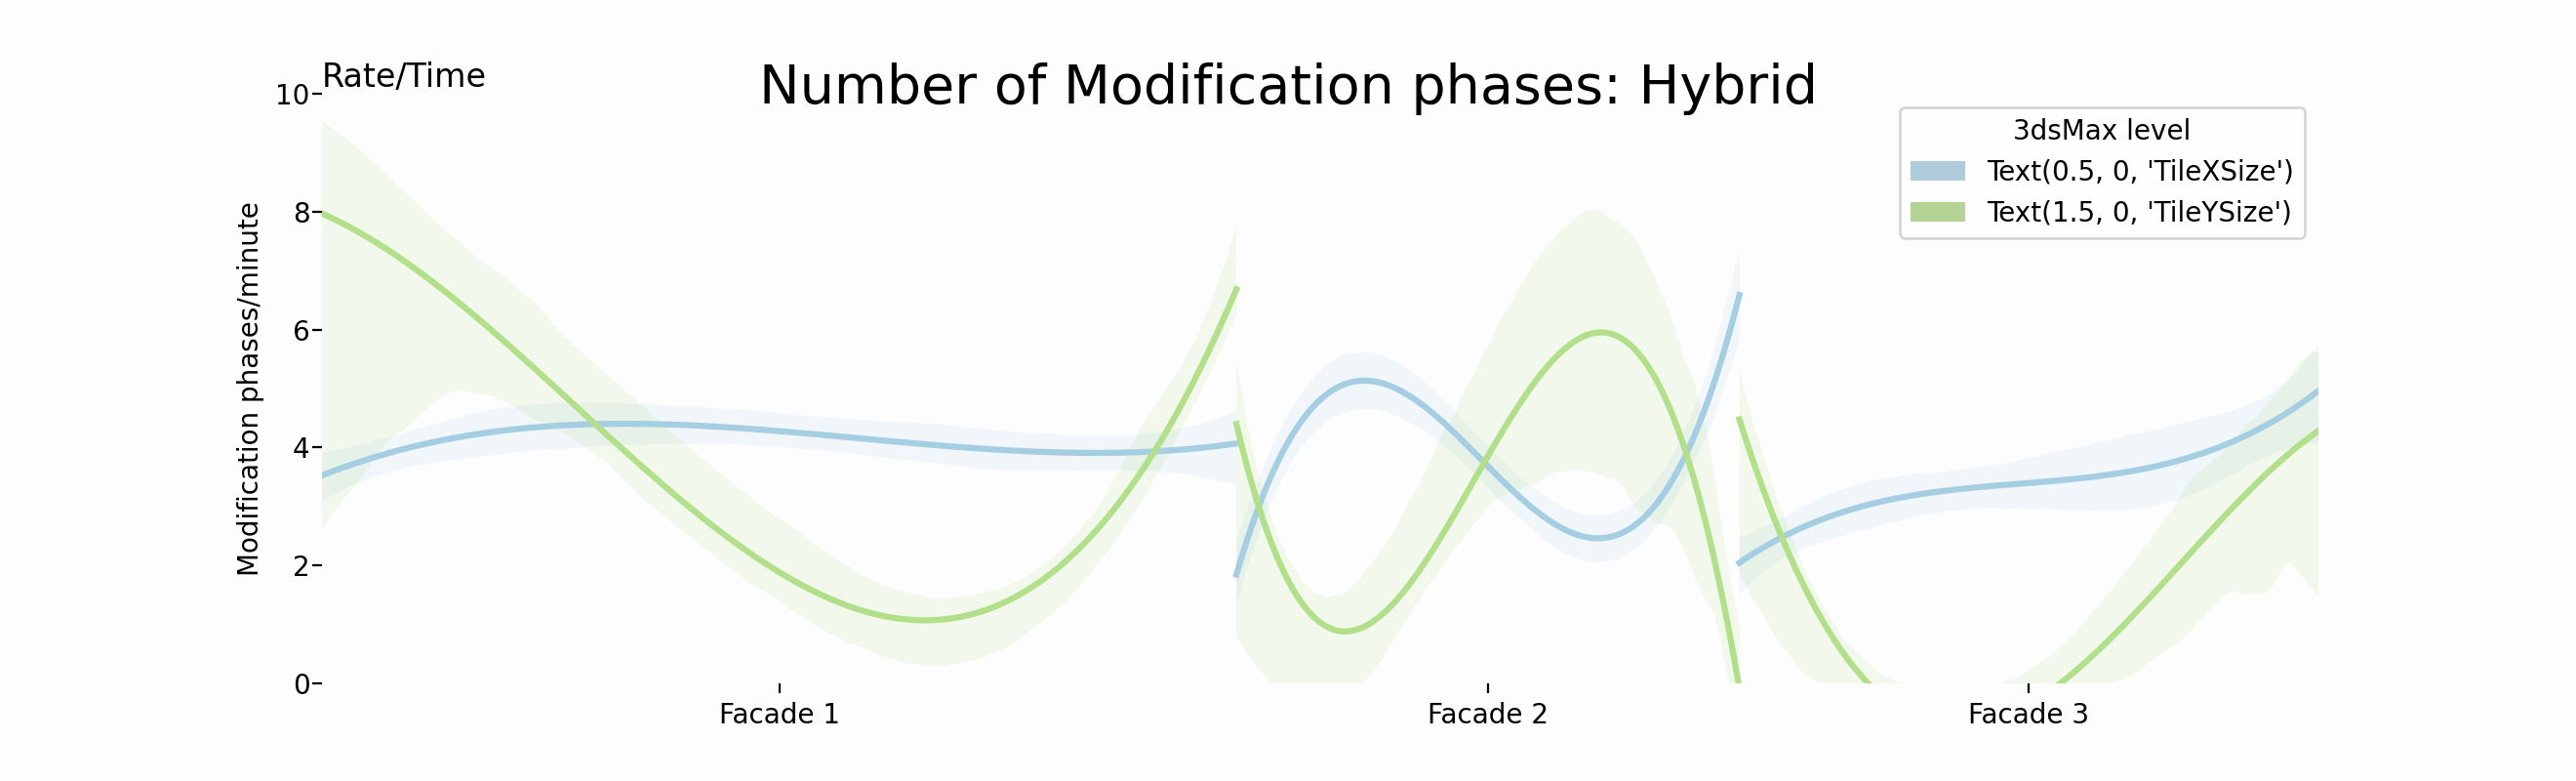 Rate/Time
Number of Modification phases: Hybrid
Modification phases/minute
10
8
6
4
2
0
3dsMax level
Text(0.5, 0, 'TileXSize')
Text(1.5, 0, 'TileYSize')
Facade 1
Facade 2
Facade 3